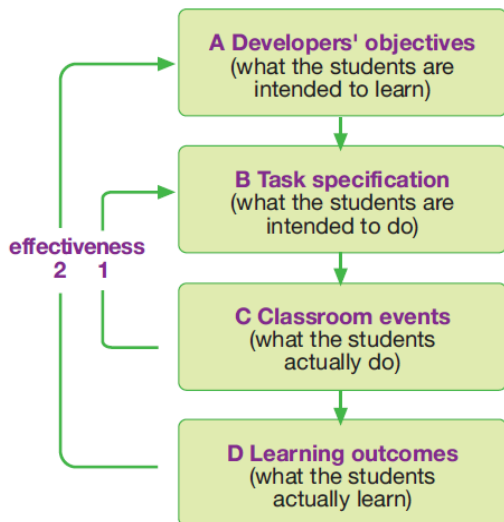 A Developers' objectives
(what the students are
intended to learn)
B Task specification
(what the students are
intended to do)
effectiveness
2 1
C Classroom events
(what the students
actually do)
D Learning outcomes
(what the students
actually learn)